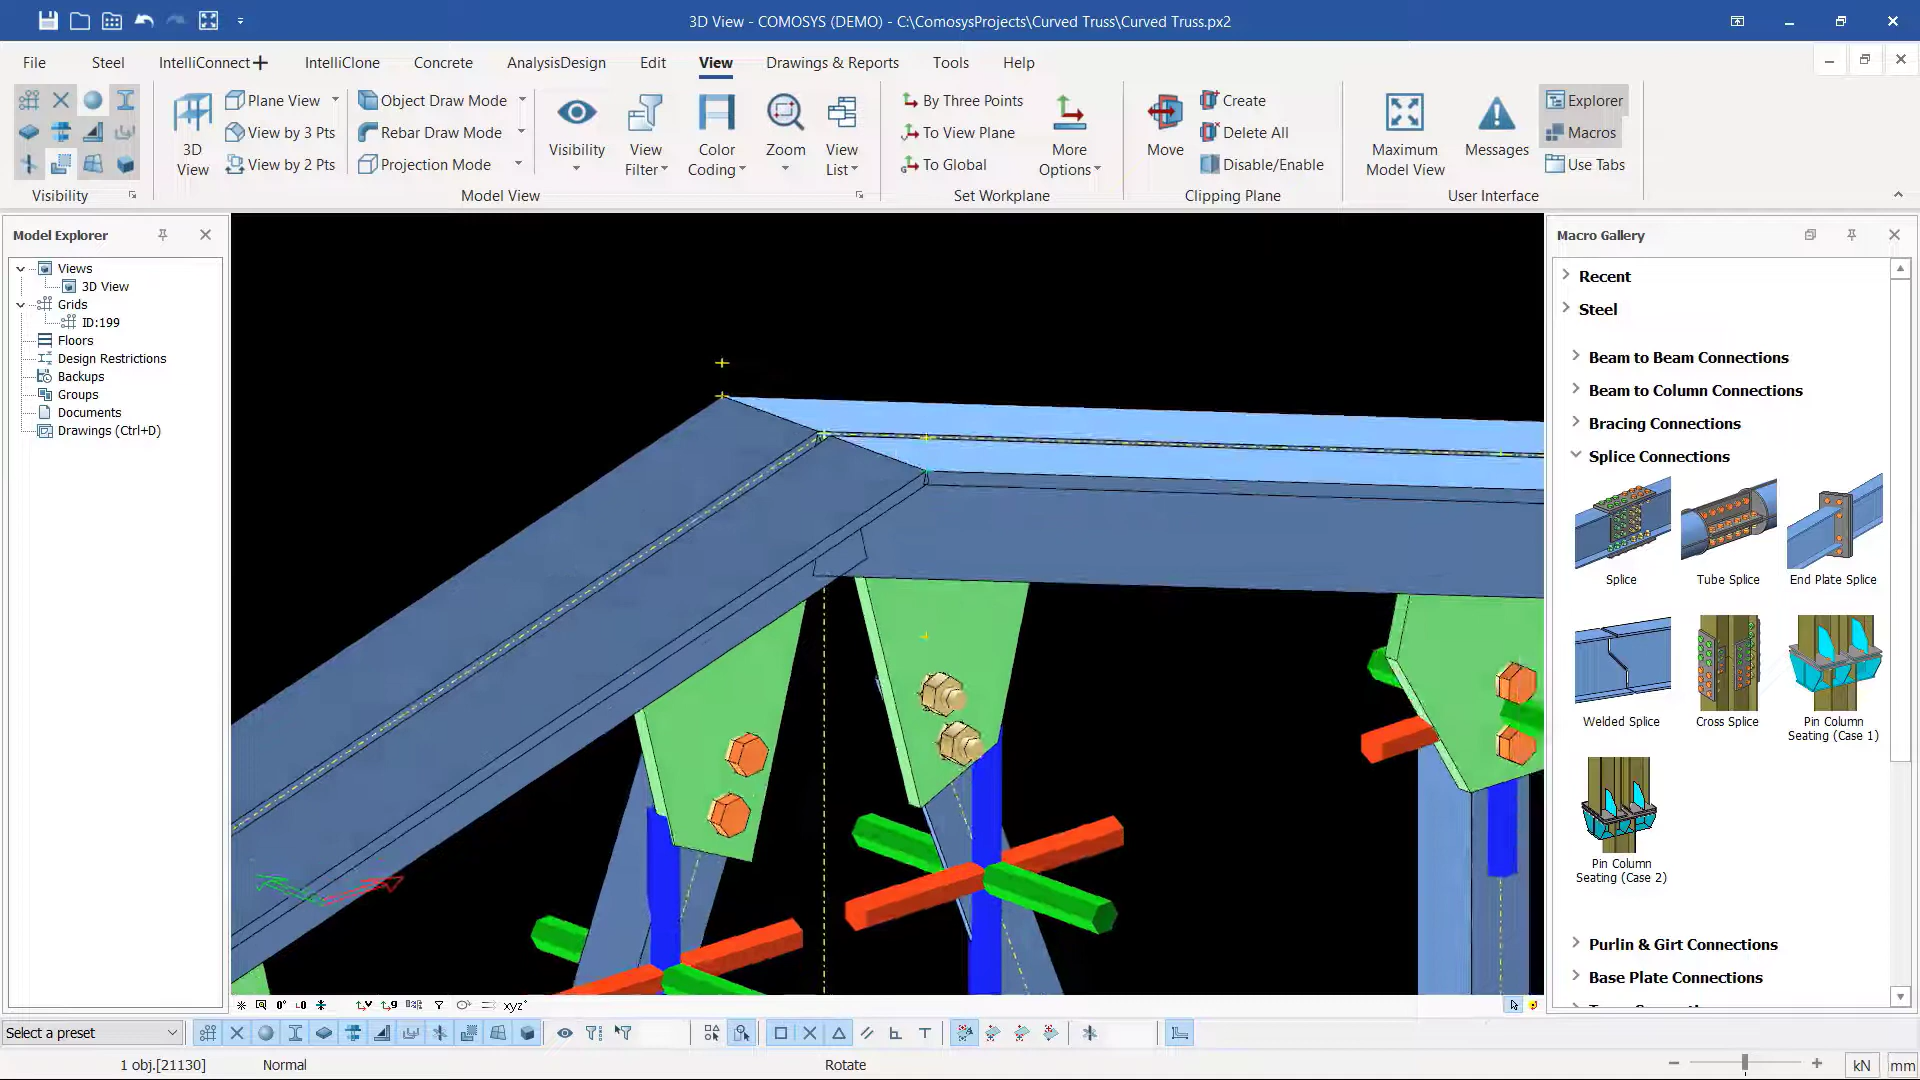 3D View - COMOSYS (DEMO) - C:\ComosysProjects\Curved Truss\Curved Truss.px2
File Steel IntelliConnect+ IntelliClone Concrete AnalysisDesign Edit View Drawings & Reports Tools Help
3D View
Plane View
View by 3 Pts
View by 2 Pts
Object Draw Mode
Rebar Draw Mode
Projection Mode
Visibility
View Filter
Color Coding
Zoom
View List
By Three Points
To View Plane
To Global
More Options
Move
Create
Delete All
Disable/Enable
Maximum Model View
Messages
Explorer
Macros
Use Tabs
Visibility Model View Set Workplane Clipping Plane User Interface
Model Explorer
Views
3D View
Grids
ID:199
Floors
Design Restrictions
Backups
Groups
Documents
Drawings (Ctrl+D)
Macro Gallery
Recent
Steel
Beam to Beam Connections
Beam to Column Connections
Bracing Connections
Splice Connections
Splice Tube Splice End Plate Splice
Welded Splice Cross Splice Pin Column
Seating (Case 1)
Pin Column
Seating (Case 2)
Purlin & Girt Connections
Base Plate Connections
xyz°
Select a preset
1 obj.[21130] Normal Rotate kN mm